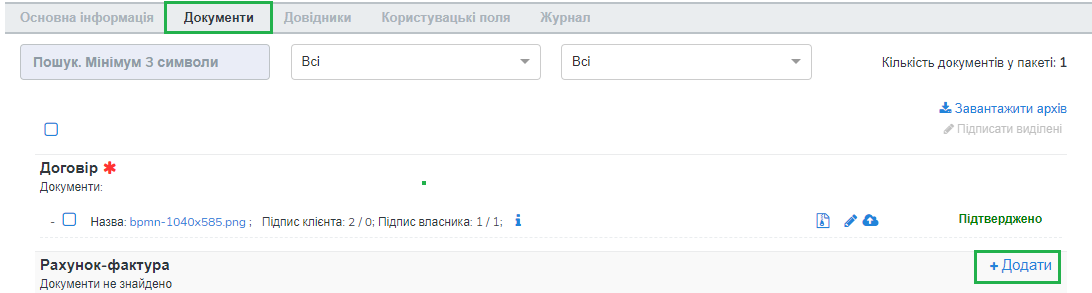 Основна інформація Документи Довідники Користувацькі поля Журнал
Пошук. Мінімум 3 символи Всі Всі Кількість документів у пакеті: 1
Завантажити архів
Підписати виділені
Договір *
Документи:
- Назва: bpmn-1040x585.png ; Підпис клієнта: 2 / 0; Підпис власника: 1 / 1; Підтверджено
Рахунок-фактура + Додати
Документи не знайдено